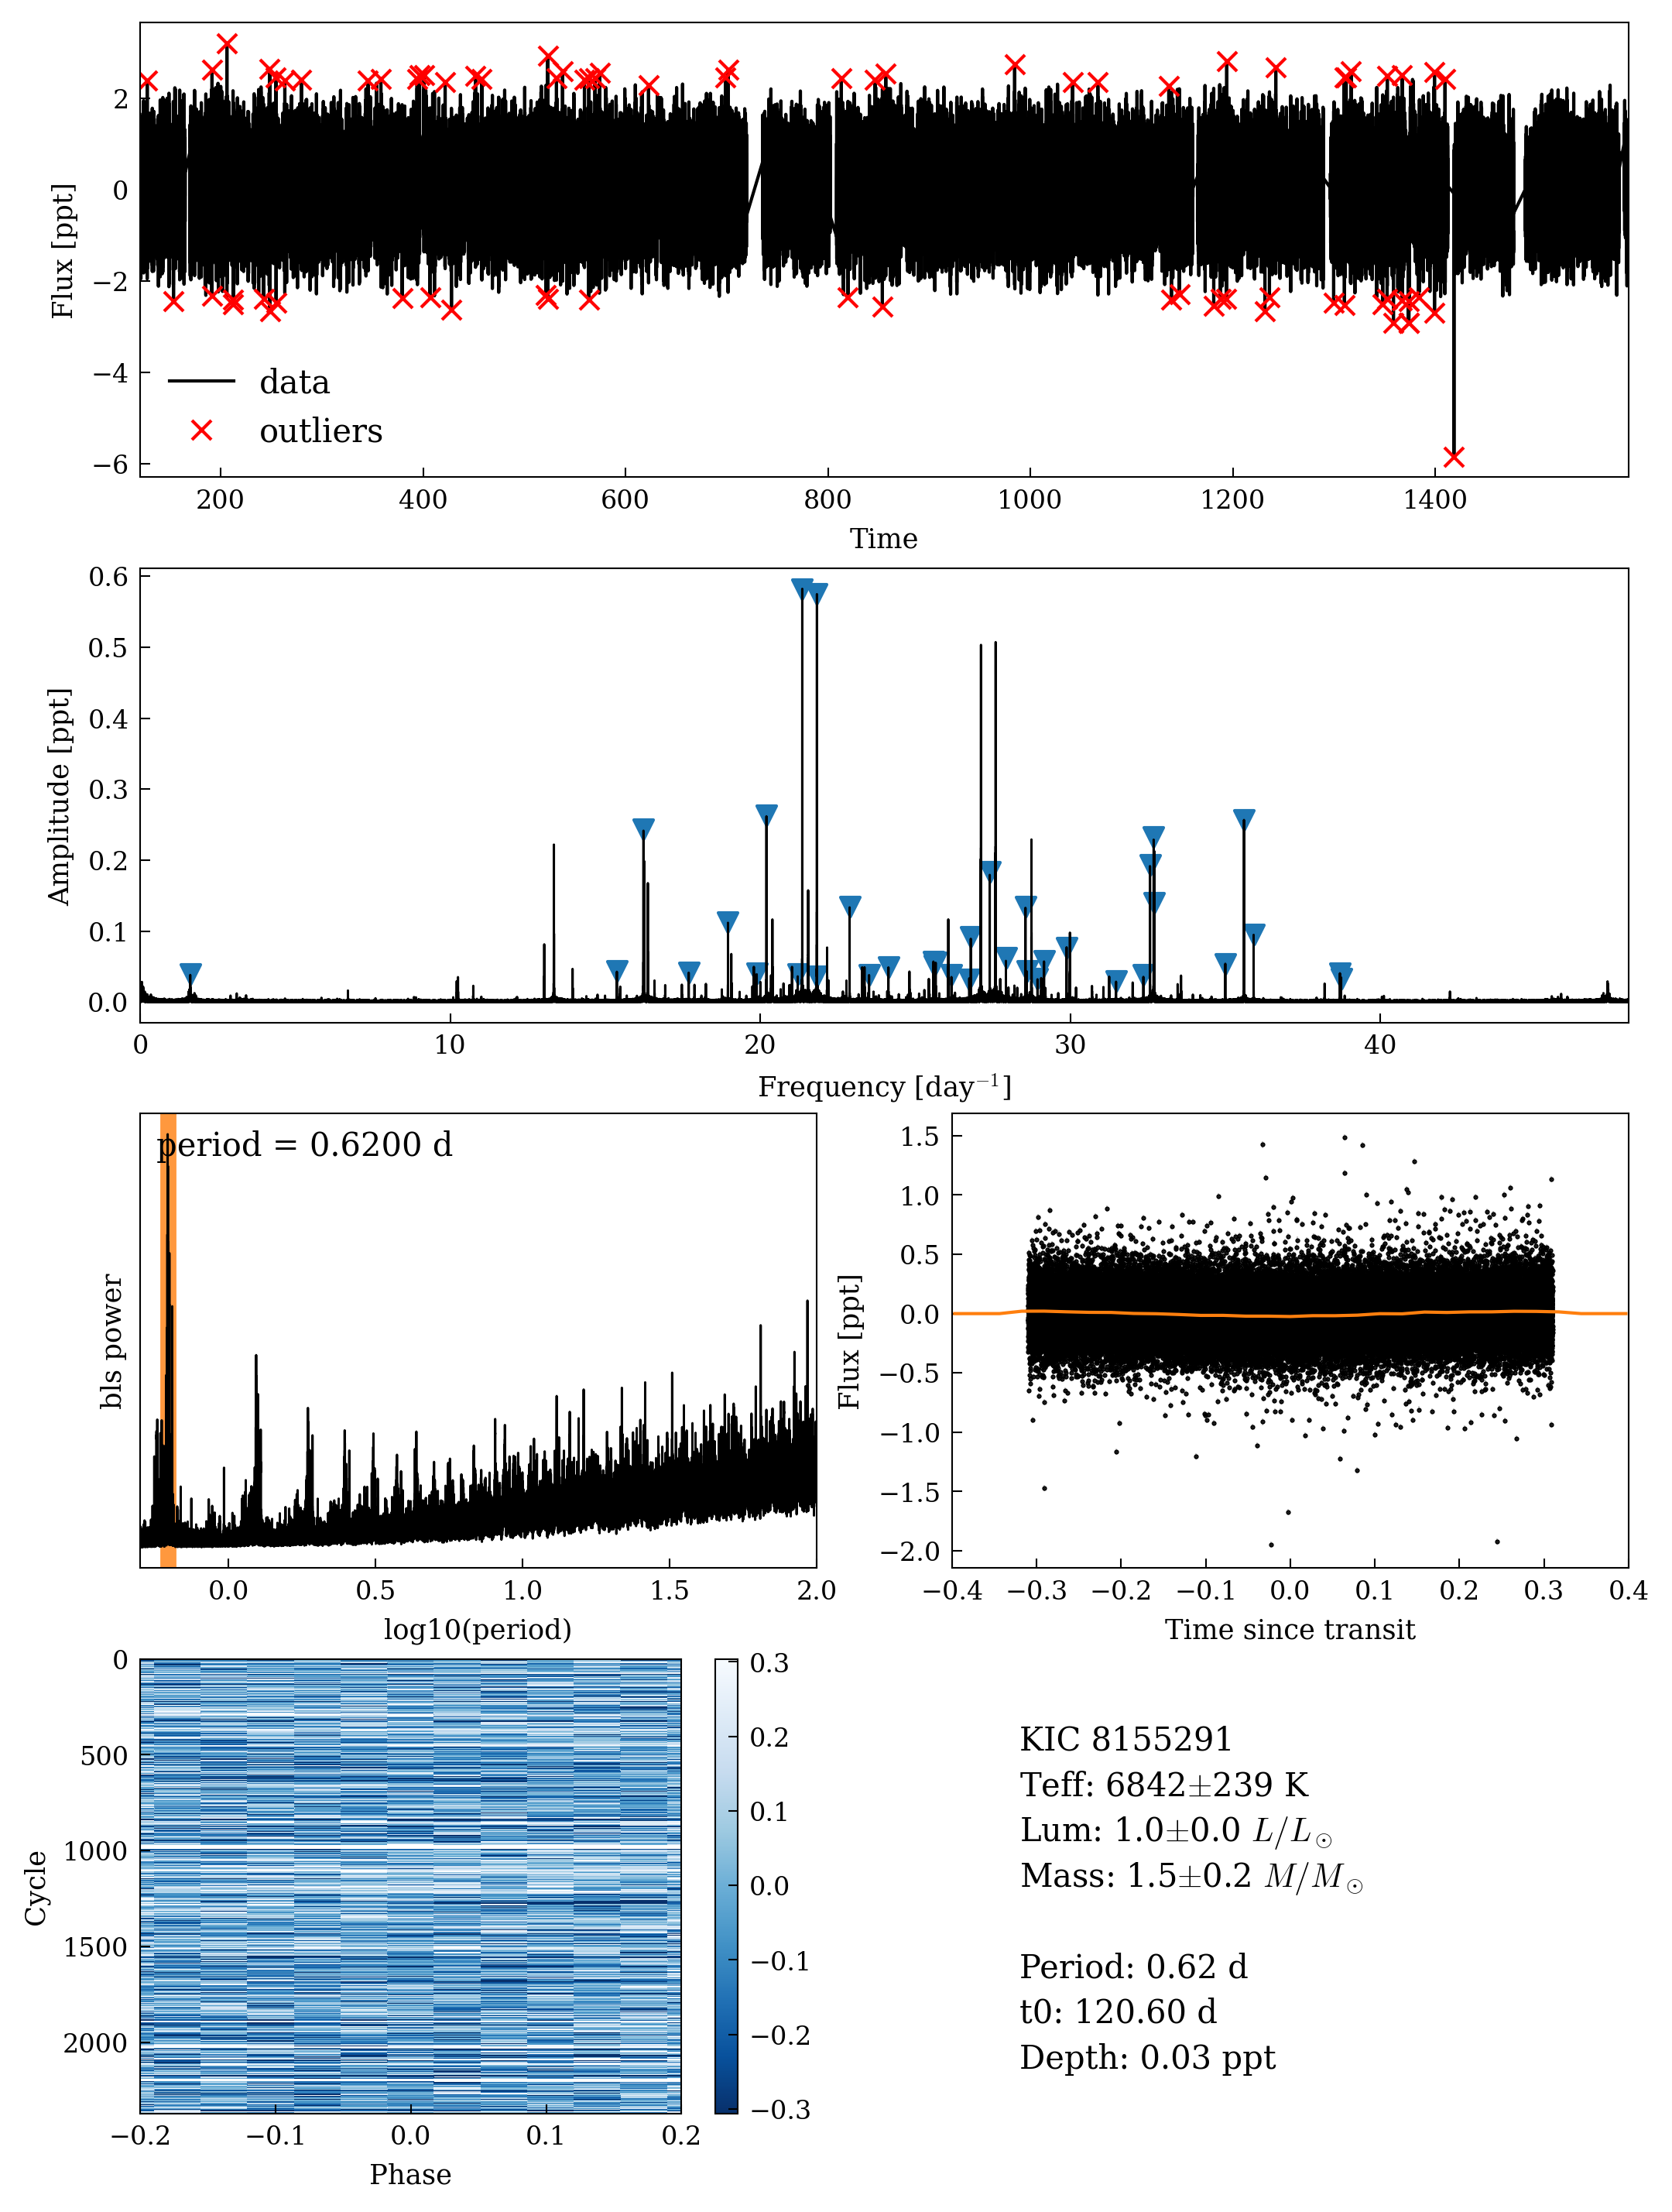 2
0
−2
−4
−6
Flux [ppt]
data
outliers
200 400 600 800 1000 1200 1400
Time
0.6
0.5
0.4
0.3
0.2
0.1
0.0
Amplitude [ppt]
0 10 20 30 40
Frequency [day⁻¹]
period = 0.6200 d
bls power
0.0 0.5 1.0 1.5 2.0
log10(period)
1.5
1.0
0.5
0.0
−0.5
−1.0
−1.5
−2.0
Flux [ppt]
−0.4 −0.3 −0.2 −0.1 0.0 0.1 0.2 0.3 0.4
Time since transit
0
500
1000
1500
2000
Cycle
−0.2 −0.1 0.0 0.1 0.2
Phase
0.3
0.2
0.1
0.0
−0.1
−0.2
−0.3
KIC 8155291
Teff: 6842±239 K
Lum: 1.0±0.0 L/L⊙
Mass: 1.5±0.2 M/M⊙
Period: 0.62 d
t0: 120.60 d
Depth: 0.03 ppt